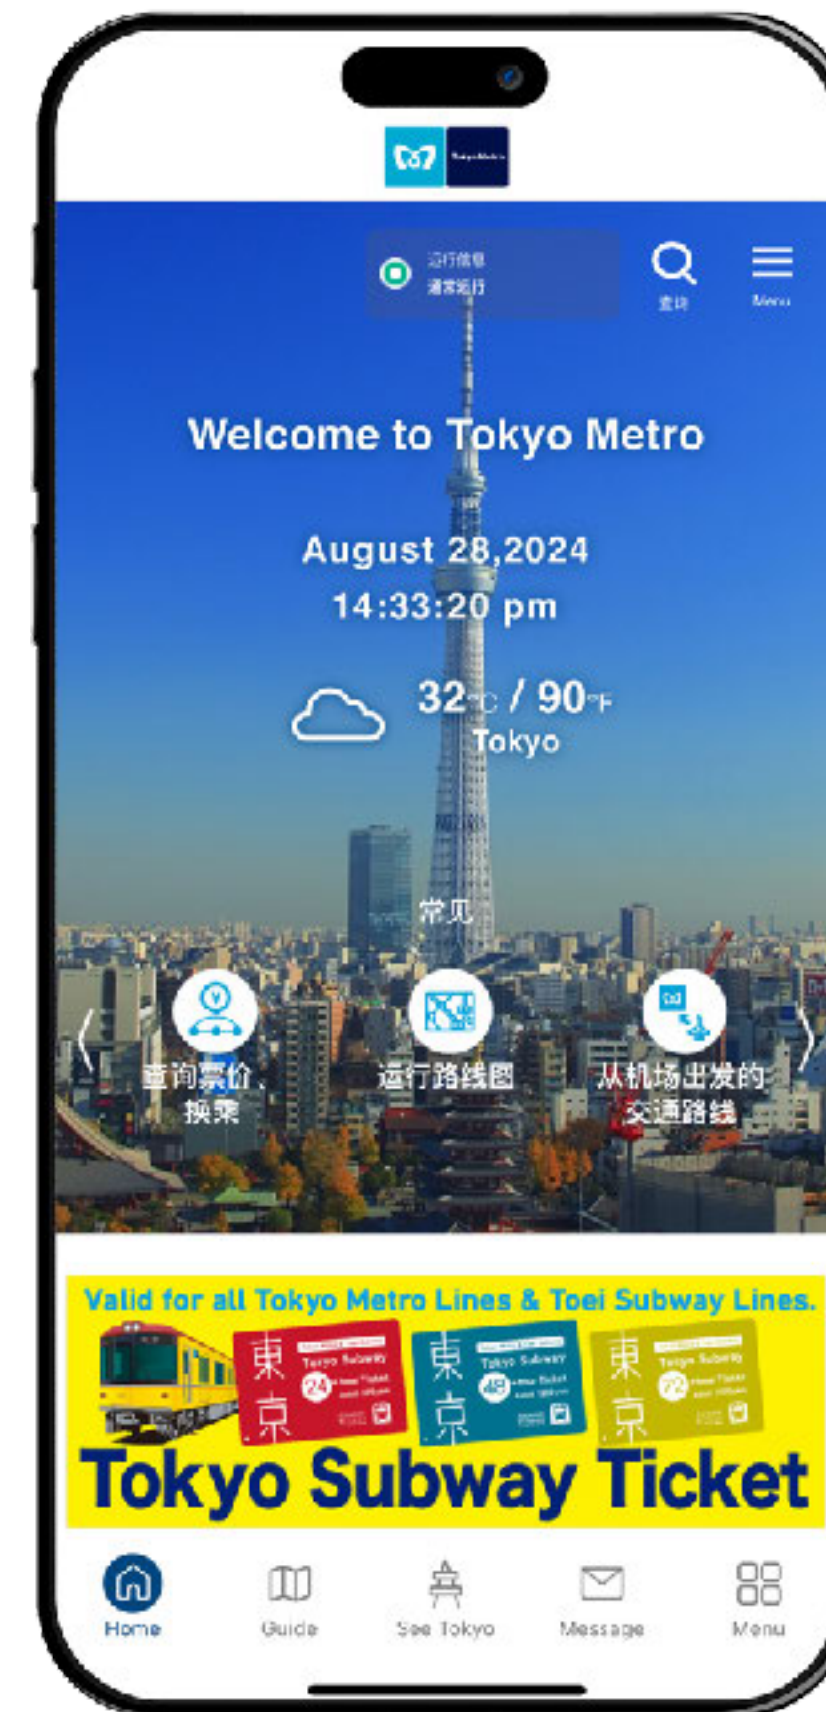 Tokyo Metro
运行信息
通常运行
查询
Menu
Welcome to Tokyo Metro
August 28,2024
14:33:20 pm
32°C / 90°F
Tokyo
常见
查询票价、
换乘
运行路线图
从机场出发的
交通路线
Valid for all Tokyo Metro Lines & Toei Subway Lines.
東京
Tokyo Subway
24
東京
Tokyo Subway
48
東京
Tokyo Subway
72
Tokyo Subway Ticket
Home
Guide
See Tokyo
Message
Menu